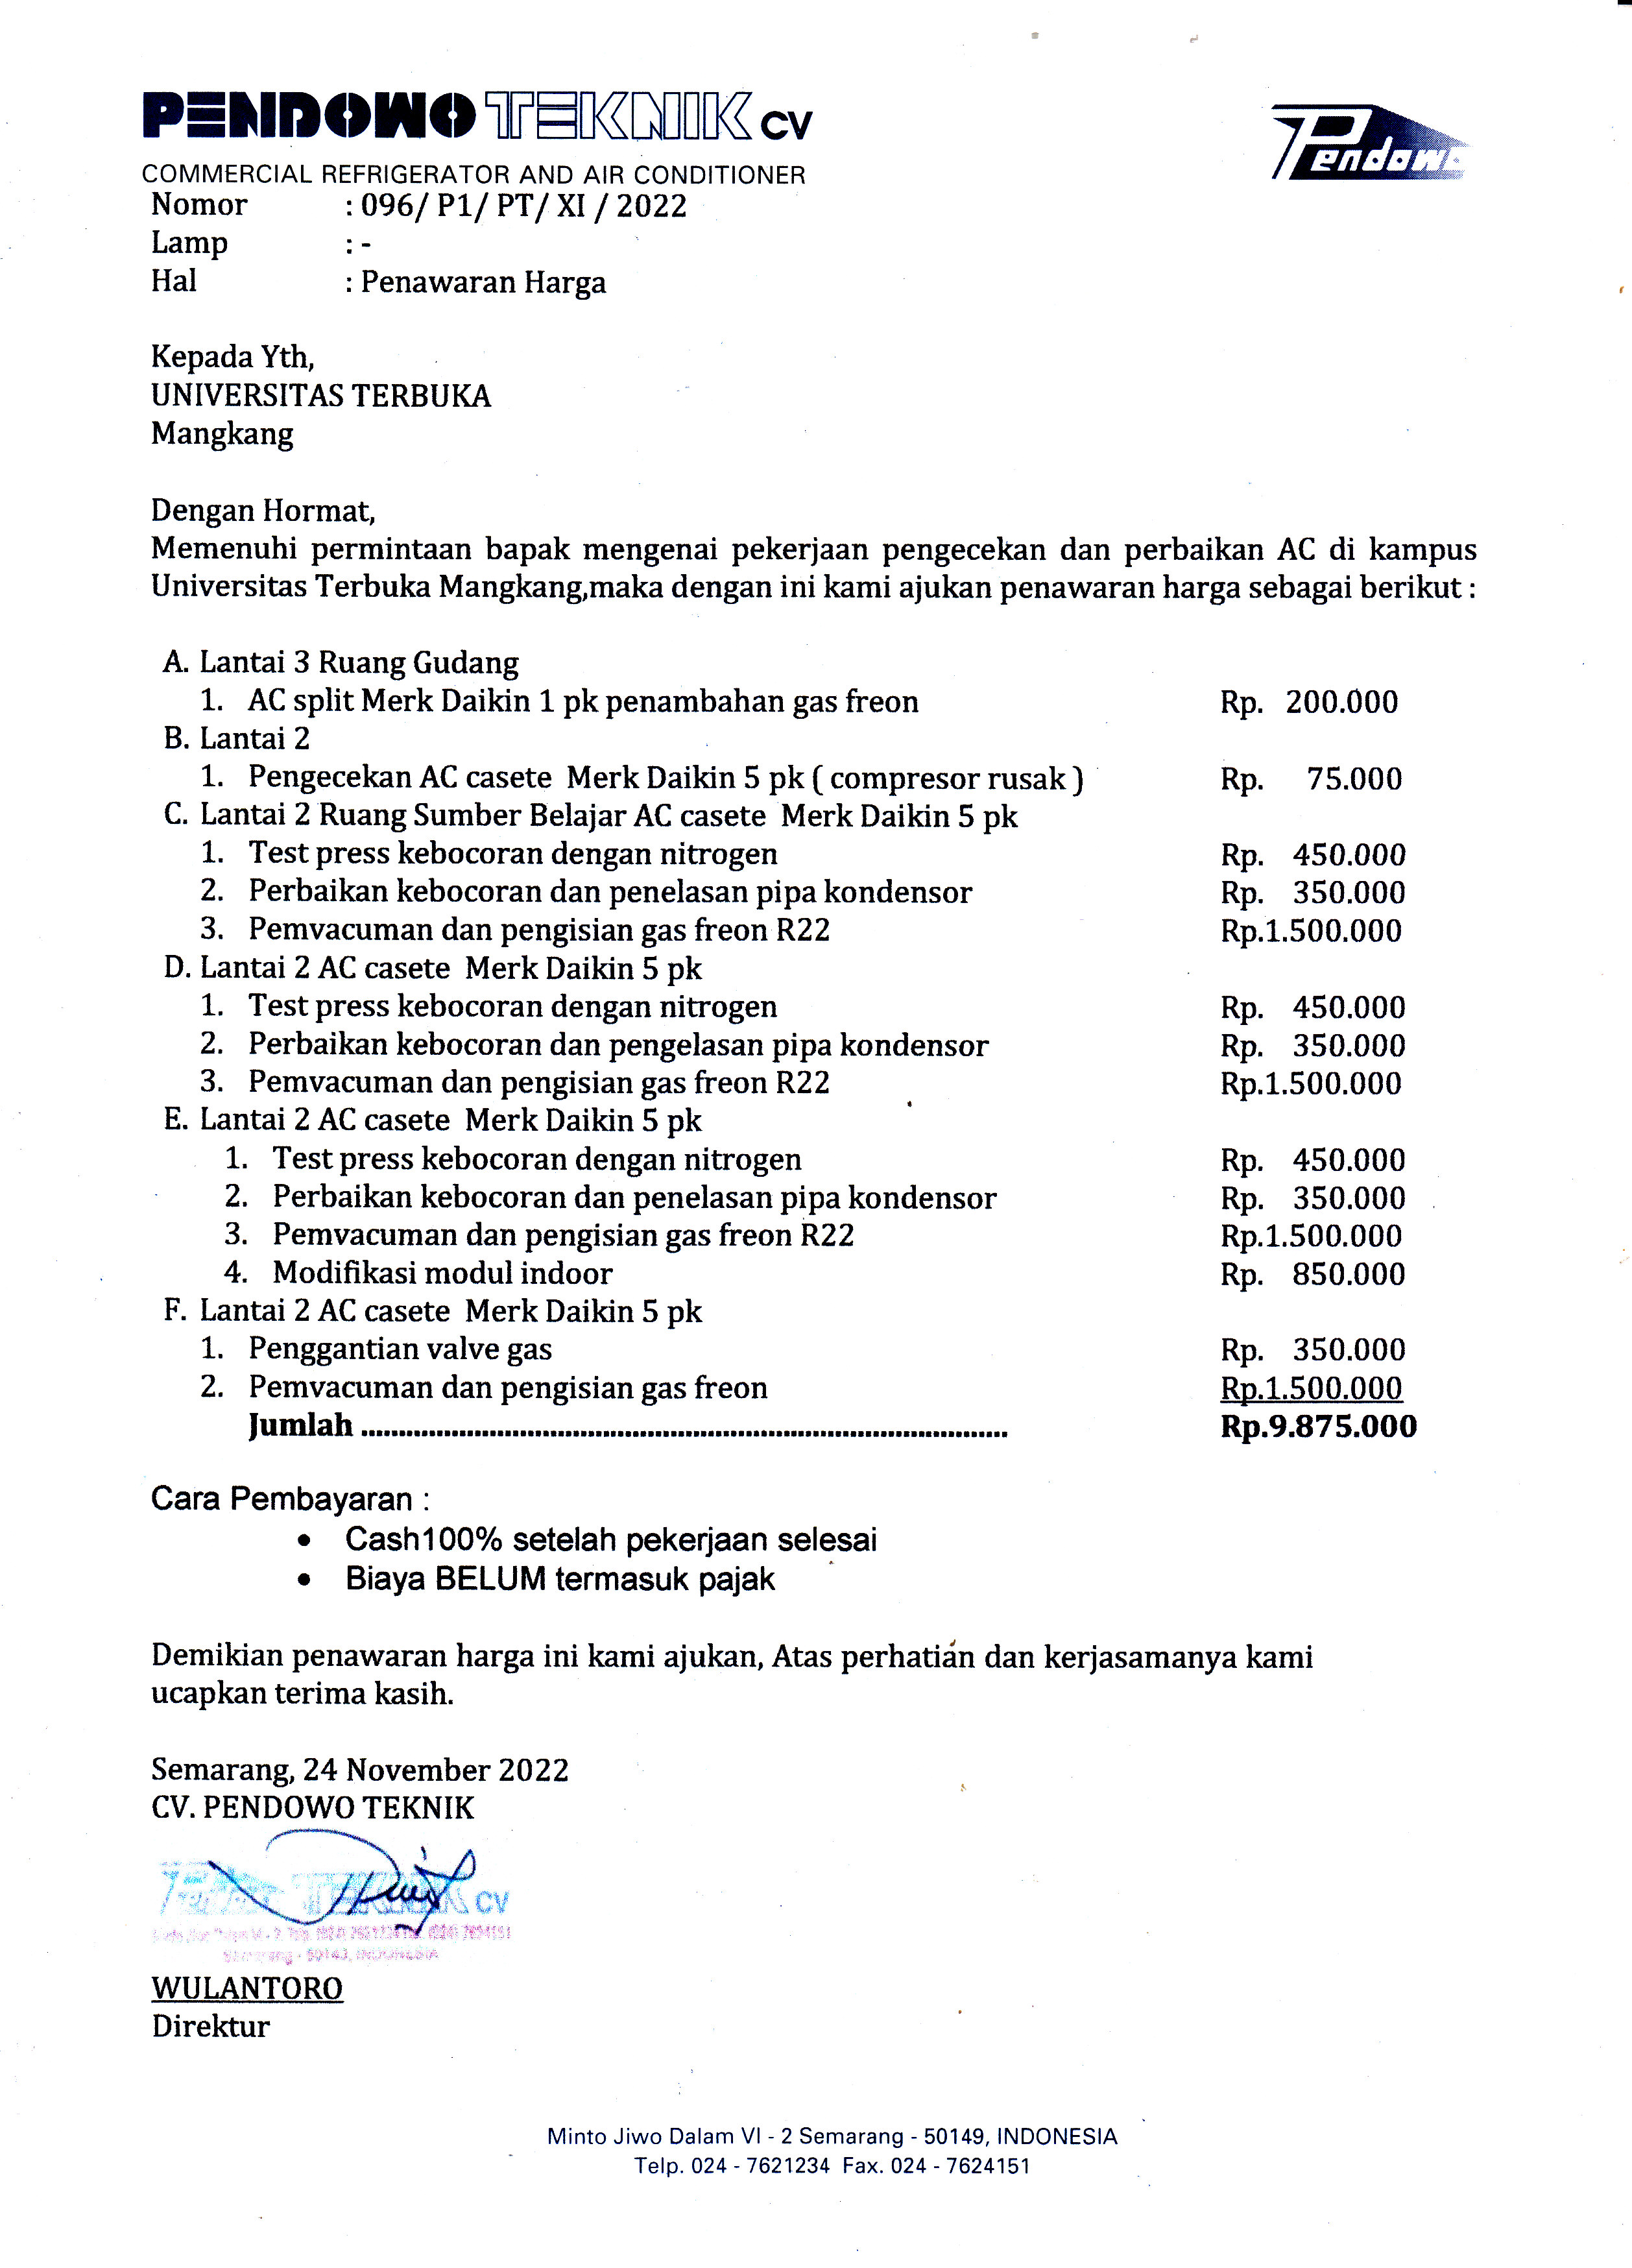 PENDOWO TEKNIK CV
Pendowo
COMMERCIAL REFRIGERATOR AND AIR CONDITIONER
Nomor : 096/ P1/ PT/ XI / 2022
Lamp : -
Hal : Penawaran Harga
Kepada Yth,
UNIVERSITAS TERBUKA
Mangkang
Dengan Hormat,
Memenuhi permintaan bapak mengenai pekerjaan pengecekan dan perbaikan AC di kampus
Universitas Terbuka Mangkang,maka dengan ini kami ajukan penawaran harga sebagai berikut :
A. Lantai 3 Ruang Gudang
1. AC split Merk Daikin 1 pk penambahan gas freon Rp. 200.000
B. Lantai 2
1. Pengecekan AC casete Merk Daikin 5 pk ( compresor rusak ) Rp. 75.000
C. Lantai 2 Ruang Sumber Belajar AC casete Merk Daikin 5 pk
1. Test press kebocoran dengan nitrogen Rp. 450.000
2. Perbaikan kebocoran dan penelasan pipa kondensor Rp. 350.000
3. Pemvacuman dan pengisian gas freon R22 Rp.1.500.000
D. Lantai 2 AC casete Merk Daikin 5 pk
1. Test press kebocoran dengan nitrogen Rp. 450.000
2. Perbaikan kebocoran dan pengelasan pipa kondensor Rp. 350.000
3. Pemvacuman dan pengisian gas freon R22 Rp.1.500.000
E. Lantai 2 AC casete Merk Daikin 5 pk
1. Test press kebocoran dengan nitrogen Rp. 450.000
2. Perbaikan kebocoran dan penelasan pipa kondensor Rp. 350.000
3. Pemvacuman dan pengisian gas freon R22 Rp.1.500.000
4. Modifikasi modul indoor Rp. 850.000
F. Lantai 2 AC casete Merk Daikin 5 pk
1. Penggantian valve gas Rp. 350.000
2. Pemvacuman dan pengisian gas freon Rp.1.500.000
Jumlah ...................................................................................... Rp.9.875.000
Cara Pembayaran :
• Cash100% setelah pekerjaan selesai
• Biaya BELUM termasuk pajak
Demikian penawaran harga ini kami ajukan, Atas perhatian dan kerjasamanya kami
ucapkan terima kasih.
Semarang, 24 November 2022
CV. PENDOWO TEKNIK
CV
WULANTORO
Direktur
Minto Jiwo Dalam VI - 2 Semarang - 50149, INDONESIA
Telp. 024 - 7621234 Fax. 024 - 7624151